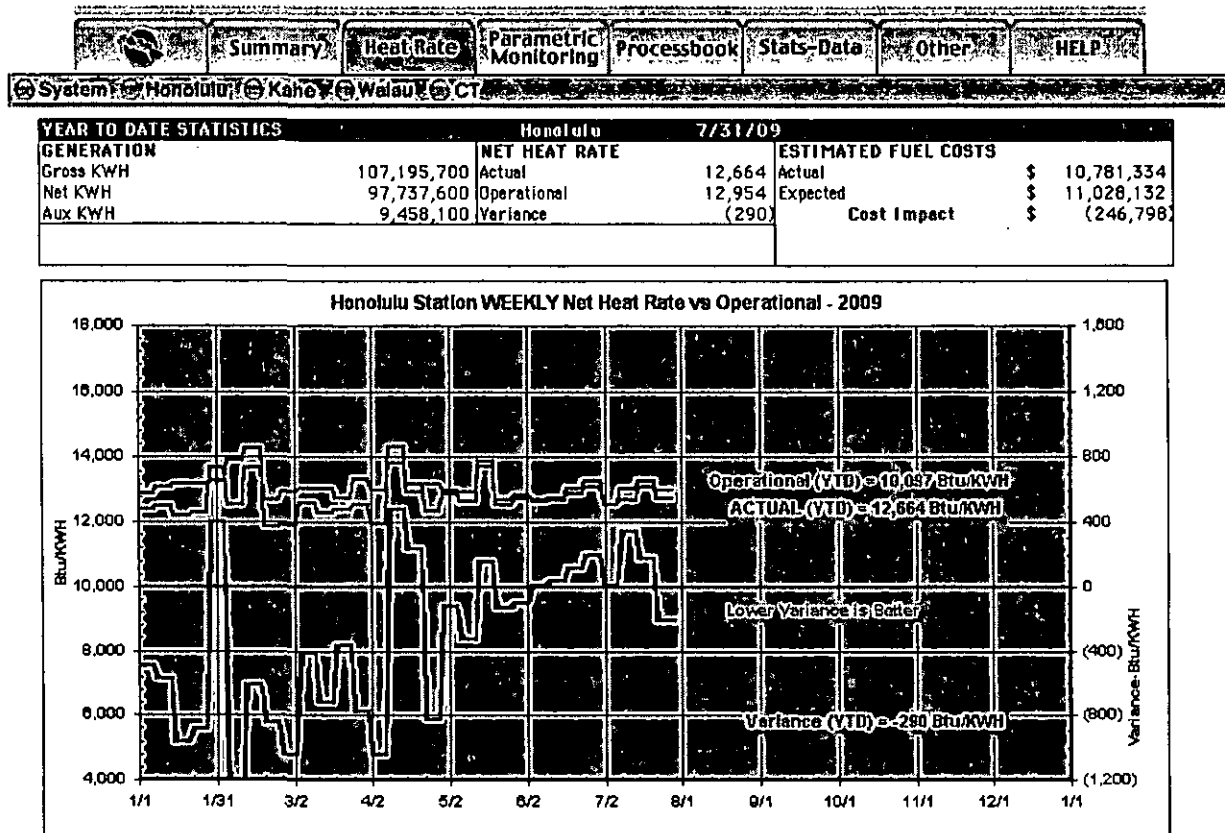 Summary Heat Rate Parametric Monitoring Processbook Stats-Data Other HELP
System Honolulu Kahe Waiau CT
YEAR TO DATE STATISTICS Honolulu 7/31/09
GENERATION NET HEAT RATE ESTIMATED FUEL COSTS
Gross KWH 107,195,700 Actual 12,664 Actual $ 10,781,334
Net KWH 97,737,600 Operational 12,954 Expected $ 11,028,132
Aux KWH 9,458,100 Variance (290) Cost Impact $ (246,798)
Honolulu Station WEEKLY Net Heat Rate vs Operational - 2009
18,000 1,600
16,000 1,200
14,000 800
Operational (YTD) = 10,097 Btu/KWH
ACTUAL (YTD) = 12,664 Btu/KWH
12,000 400
Btu/KWH
10,000 0
Lower Variance is Better
8,000 (400)
Variance-Btu/KWH
6,000 (800)
Variance (YTD) = -290 Btu/KWH
4,000 (1,200)
1/1 1/31 3/2 4/2 5/2 6/2 7/2 8/1 9/1 10/1 11/1 12/1 1/1